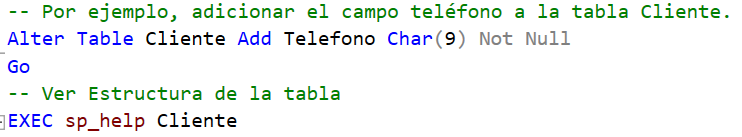 -- Por ejemplo, adicionar el campo teléfono a la tabla Cliente.
Alter Table Cliente Add Telefono Char(9) Not Null
Go
-- Ver Estructura de la tabla
EXEC sp_help Cliente